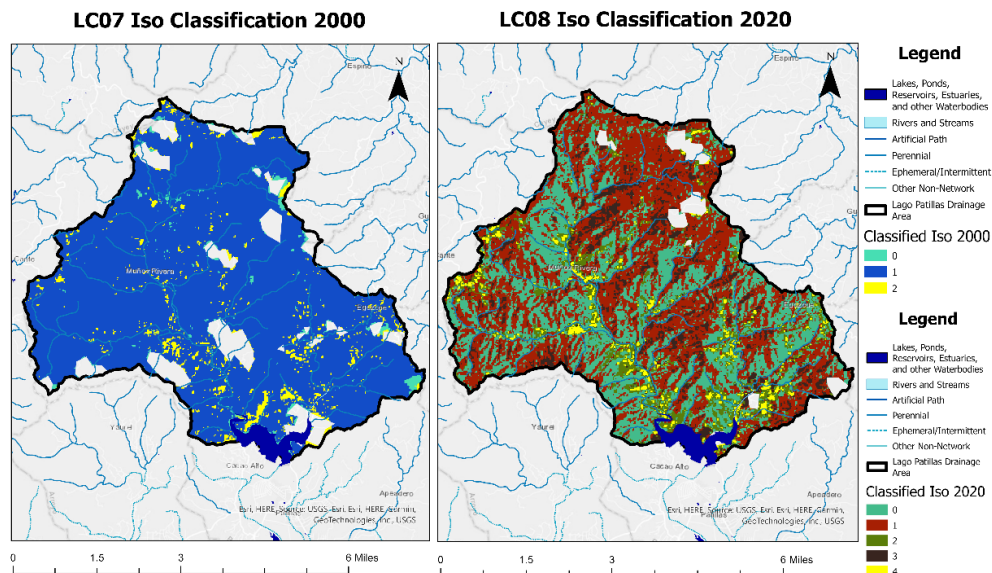 LC07 Iso Classification 2000
LC08 Iso Classification 2020
Espino
N
Muñoz Rivera
Yaurel
Cacao Alto
Apeadero
Esri, HERE, Source: USGS, Esri, Esri, HERE, Garmin,
GeoTechnologies, Inc., USGS
0 1.5 3 6 Miles
Espino
N
Yaurel
Cacao Alto
Apeadero
Patillas
Esri, HERE, Source: USGS, Esri, Esri, HERE, Garmin,
GeoTechnologies, Inc., USGS
0 1.5 3 6 Miles
Legend
Lakes, Ponds,
Reservoirs, Estuaries,
and other Waterbodies
Rivers and Streams
Artificial Path
Perennial
Ephemeral/Intermittent
Other Non-Network
Lago Patillas Drainage
Area
Classified Iso 2000
0
1
2
Legend
Lakes, Ponds,
Reservoirs, Estuaries,
and other Waterbodies
Rivers and Streams
Artificial Path
Perennial
Ephemeral/Intermittent
Other Non-Network
Lago Patillas Drainage
Area
Classified Iso 2020
0
1
2
3
4